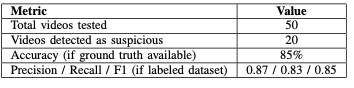 Metric Value
Total videos tested 50
Videos detected as suspicious 20
Accuracy (if ground truth available) 85%
Precision / Recall / F1 (if labeled dataset) 0.87 / 0.83 / 0.85